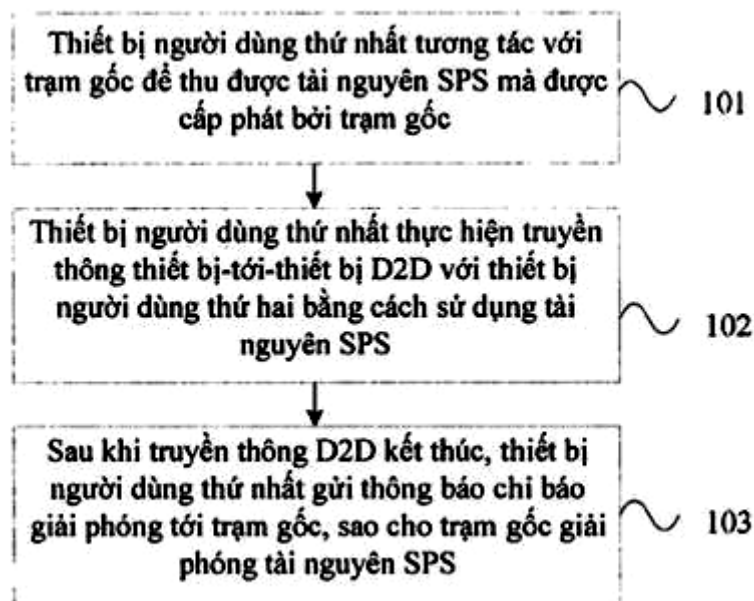 Thiết bị người dùng thứ nhất tương tác với
trạm gốc để thu được tài nguyên SPS mà được
cấp phát bởi trạm gốc
101
Thiết bị người dùng thứ nhất thực hiện truyền
thông thiết bị-tới-thiết bị D2D với thiết bị
người dùng thứ hai bằng cách sử dụng tài
nguyên SPS
102
Sau khi truyền thông D2D kết thúc, thiết bị
người dùng thứ nhất gửi thông báo chỉ báo
giải phóng tới trạm gốc, sao cho trạm gốc giải
phóng tài nguyên SPS
103